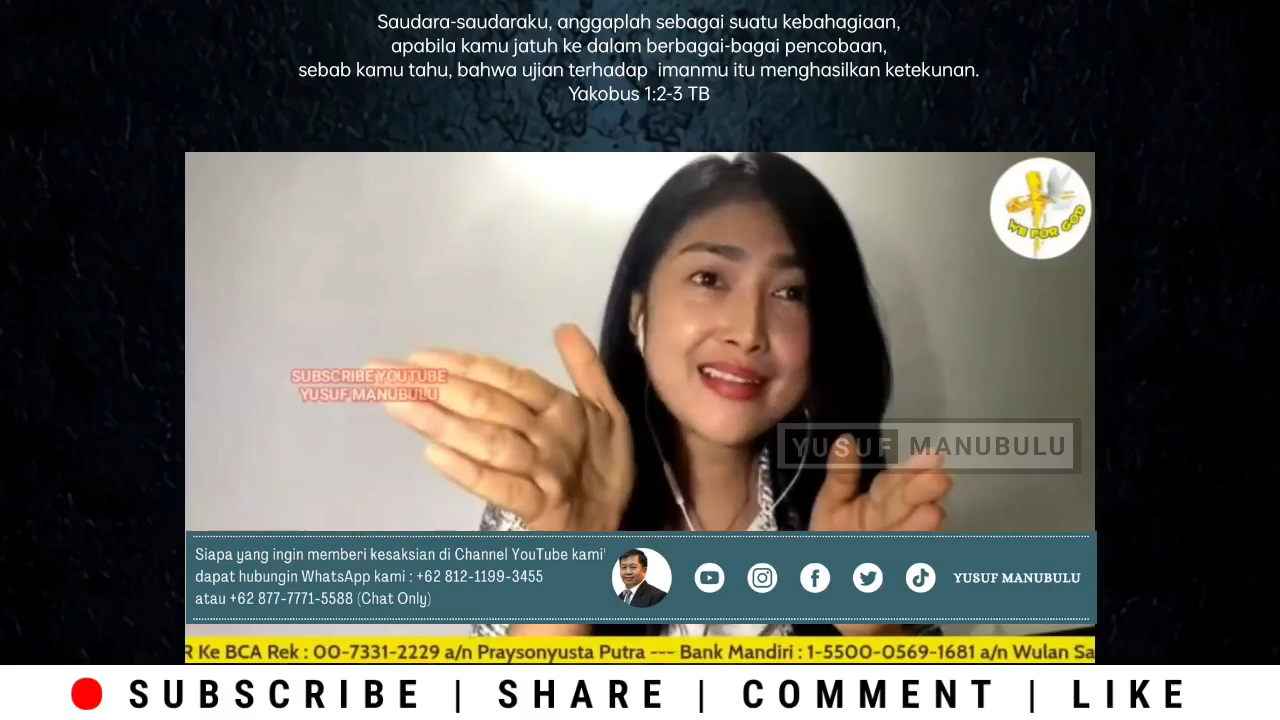 Saudara-saudaraku, anggaplah sebagai suatu kebahagiaan,
apabila kamu jatuh ke dalam berbagai-bagai pencobaan,
sebab kamu tahu, bahwa ujian terhadap imanmu itu menghasilkan ketekunan.
Yakobus 1:2-3 TB
WE FOR GOD
SUBSCRIBE YOUTUBE
YUSUF MANUBULU
YUSUF MANUBULU
Siapa yang ingin memberi kesaksian di Channel YouTube kami'
dapat hubungin WhatsApp kami : +62 812-1199-3455
atau +62 877-7771-5588 (Chat Only)
YUSUF MANUBULU
R Ke BCA Rek : 00-7331-2229 a/n Praysonyusta Putra --- Bank Mandiri : 1-5500-0569-1681 a/n Wulan Sa
SUBSCRIBE | SHARE | COMMENT | LIKE